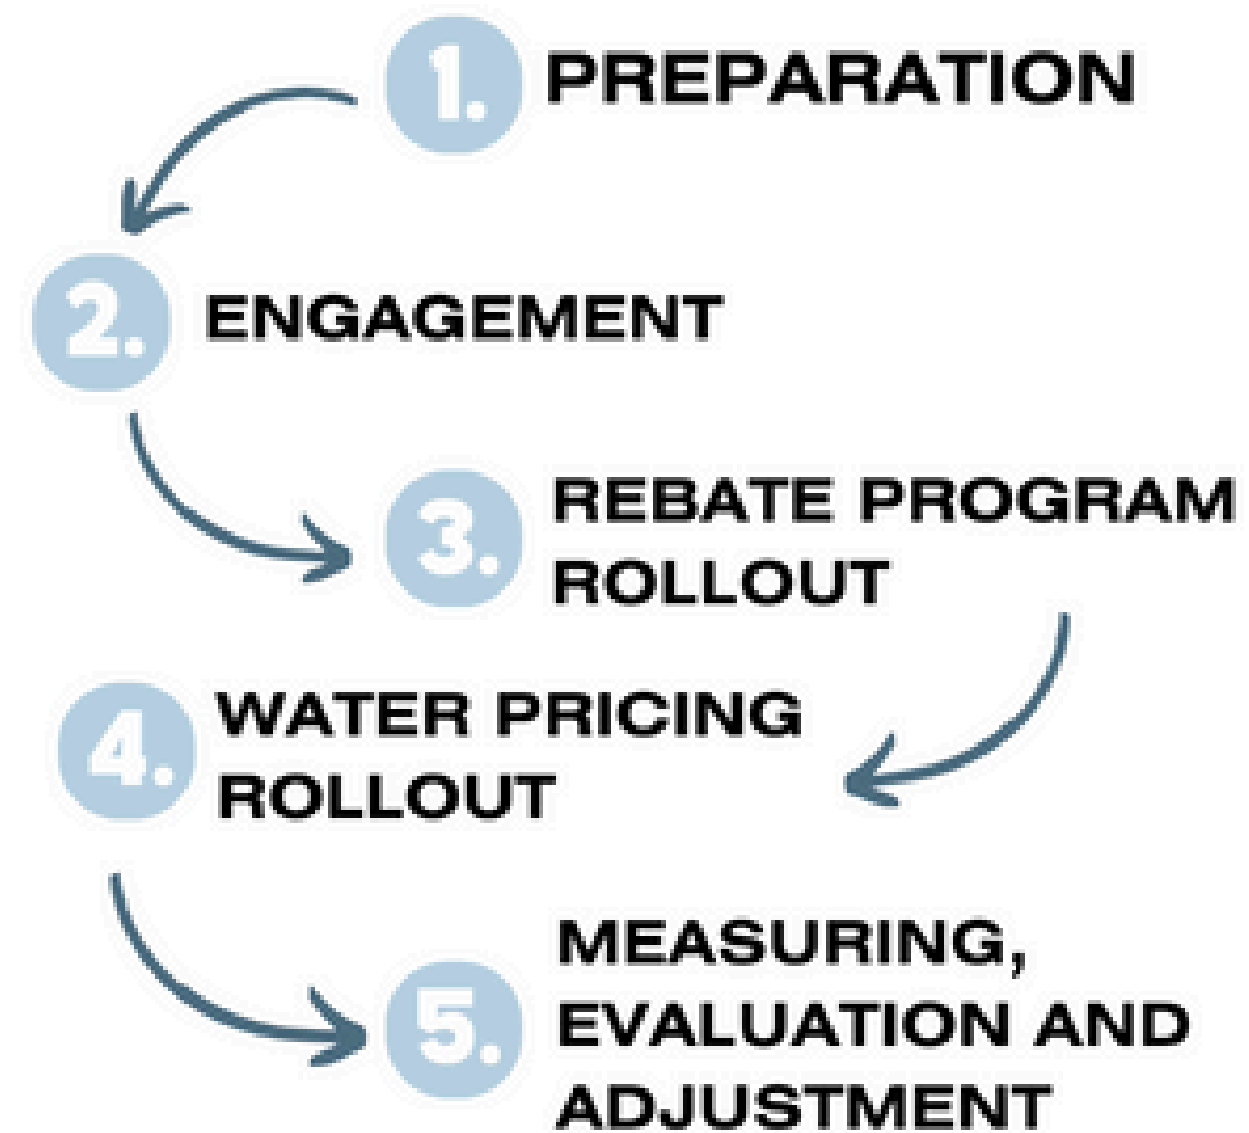 1. PREPARATION
2. ENGAGEMENT
3. REBATE PROGRAM
ROLLOUT
4. WATER PRICING
ROLLOUT
MEASURING,
5. EVALUATION AND
ADJUSTMENT